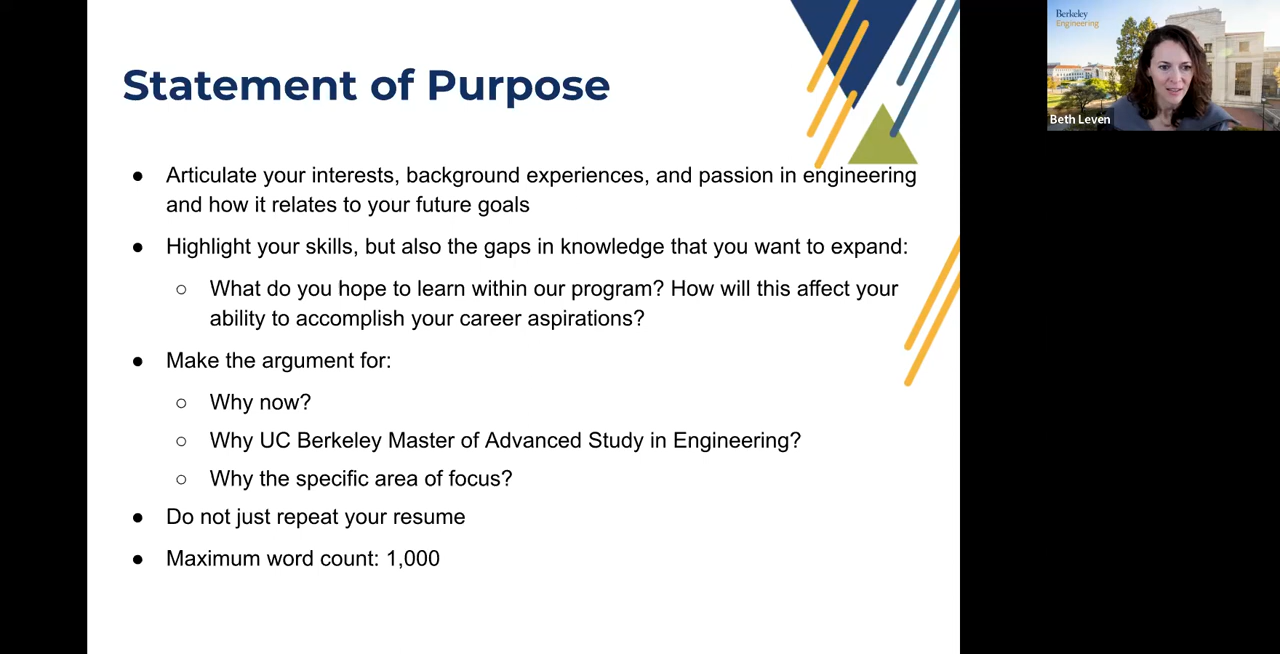 Statement of Purpose
● Articulate your interests, background experiences, and passion in engineering
and how it relates to your future goals
● Highlight your skills, but also the gaps in knowledge that you want to expand:
○ What do you hope to learn within our program? How will this affect your
ability to accomplish your career aspirations?
● Make the argument for:
○ Why now?
○ Why UC Berkeley Master of Advanced Study in Engineering?
○ Why the specific area of focus?
● Do not just repeat your resume
● Maximum word count: 1,000
Berkeley
Engineering
Beth Leven